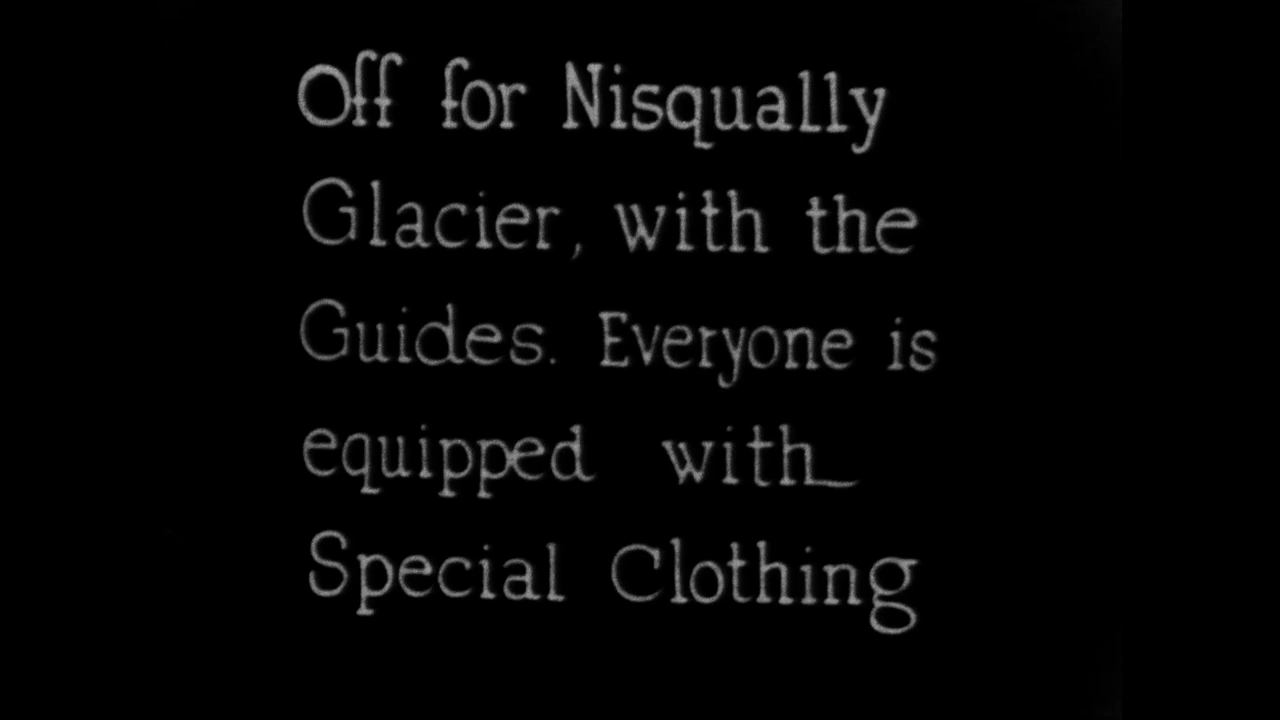 Off for Nisqually
Glacier, with the
Guides. Everyone is
equipped with
Special Clothing